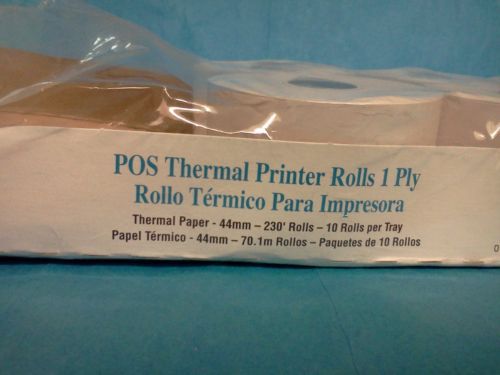 POS Thermal Printer Rolls 1 Ply
Rollo Térmico Para Impresora
Thermal Paper - 44mm – 230' Rolls – 10 Rolls per Tray
Papel Térmico - 44mm – 70.1m Rollos – Paquetes de 10 Rollos
0